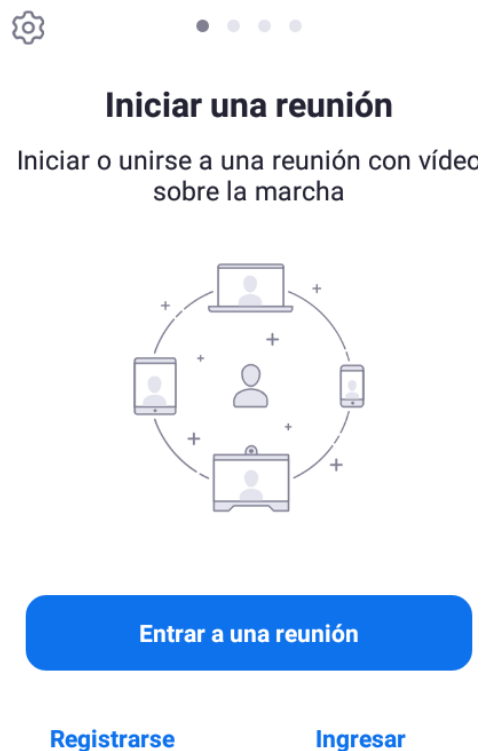 Iniciar una reunión
Iniciar o unirse a una reunión con vídeo
sobre la marcha
Entrar a una reunión
Registrarse
Ingresar